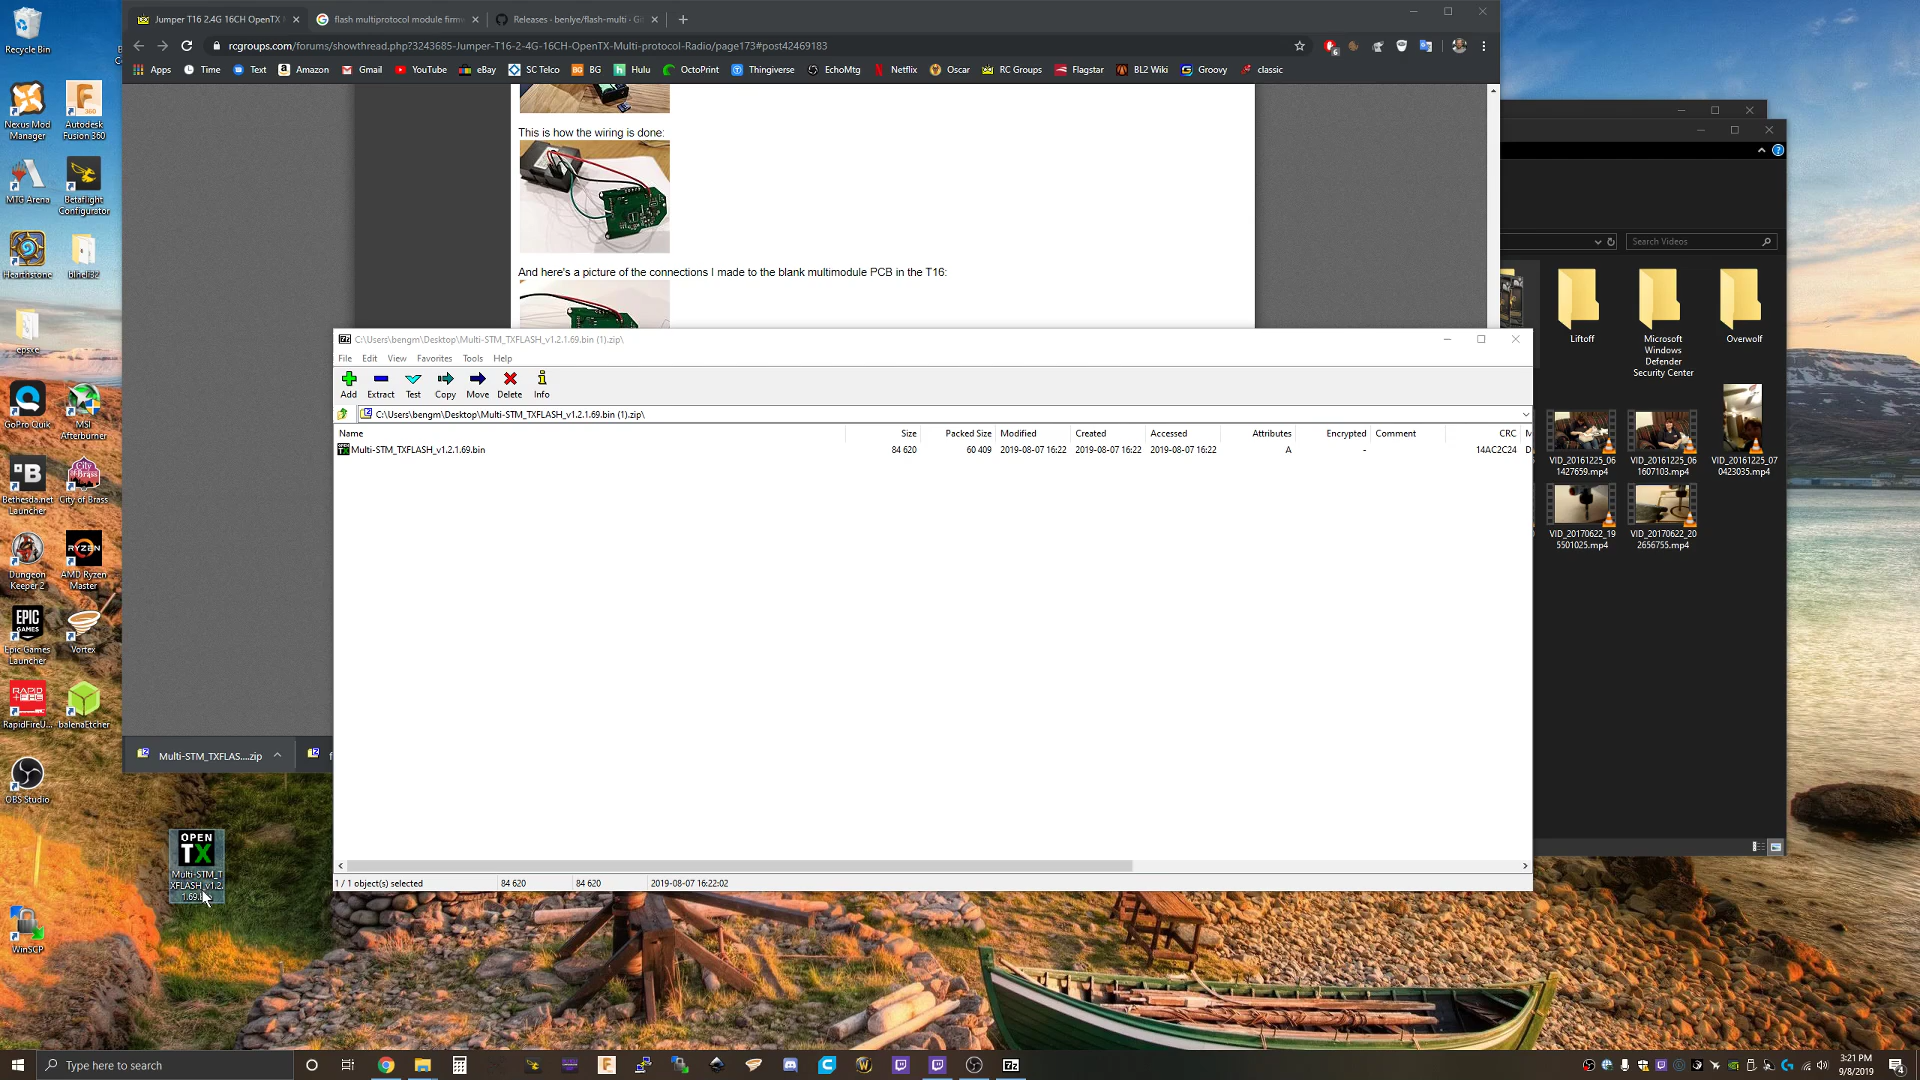 Jumper T16 2.4G 16CH OpenTX
flash multiprotocol module firmw
Releases · benlye/flash-multi · Git
rcgroups.com/forums/showthread.php?3243685-Jumper-T16-2-4G-16CH-OpenTX-Multi-protocol-Radio/page173#post42469183
Apps Time Text Amazon Gmail YouTube eBay SC Telco BG Hulu OctoPrint Thingiverse EchoMtg Netflix Oscar RC Groups Flagstar BL2 Wiki Groovy classic
This is how the wiring is done:
And here's a picture of the connections I made to the blank multimodule PCB in the T16:
C:\Users\bengm\Desktop\Multi-STM_TXFLASH_v1.2.1.69.bin (1).zip\
File Edit View Favorites Tools Help
Add Extract Test Copy Move Delete Info
C:\Users\bengm\Desktop\Multi-STM_TXFLASH_v1.2.1.69.bin (1).zip\
Name Size Packed Size Modified Created Accessed Attributes Encrypted Comment CRC M
Multi-STM_TXFLASH_v1.2.1.69.bin 84 620 60 409 2019-08-07 16:22 2019-08-07 16:22 2019-08-07 16:22 A - 14AC2C24 D
1 / 1 object(s) selected 84 620 84 620 2019-08-07 16:22:02
Multi-STM_TXFLAS....zip
Search Videos
Liftoff
Microsoft
Windows
Defender
Security Center
Overwolf
VID_20161225_06
1427659.mp4
VID_20161225_06
1607103.mp4
VID_20161225_07
0423035.mp4
VID_20170622_19
5501025.mp4
VID_20170622_20
2656755.mp4
Recycle Bin
Nexus Mod
Manager
Autodesk
Fusion 360
MTG Arena
Betaflight
Configurator
Hearthstone
blheli32
epsxe
GoPro Quik
MSI
Afterburner
Bethesda.net
Launcher
City of Brass
Dungeon
Keeper 2
AMD Ryzen
Master
Epic Games
Launcher
Vortex
RapidFireU...
balenaEtcher
OBS Studio
OPEN
TX
Multi-STM_T
XFLASH_v1.2.
WinSCP
Type here to search
3:21 PM
9/8/2019